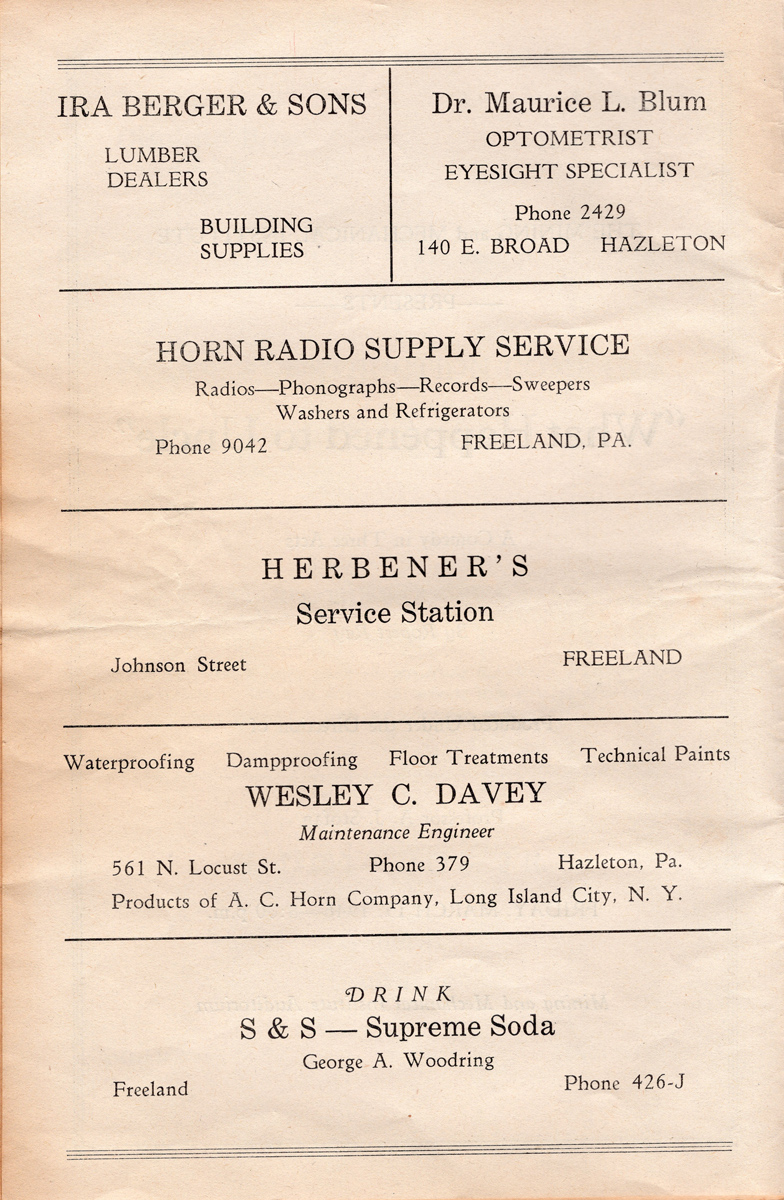 IRA BERGER & SONS
LUMBER
DEALERS
BUILDING
SUPPLIES
Dr. Maurice L. Blum
OPTOMETRIST
EYESIGHT SPECIALIST
Phone 2429
140 E. BROAD HAZLETON
HORN RADIO SUPPLY SERVICE
Radios—Phonographs—Records—Sweepers
Washers and Refrigerators
Phone 9042 FREELAND, PA.
HERBENER'S
Service Station
Johnson Street FREELAND
Waterproofing Dampproofing Floor Treatments Technical Paints
WESLEY C. DAVEY
Maintenance Engineer
561 N. Locust St. Phone 379 Hazleton, Pa.
Products of A. C. Horn Company, Long Island City, N. Y.
DRINK
S & S — Supreme Soda
George A. Woodring
Freeland Phone 426-J